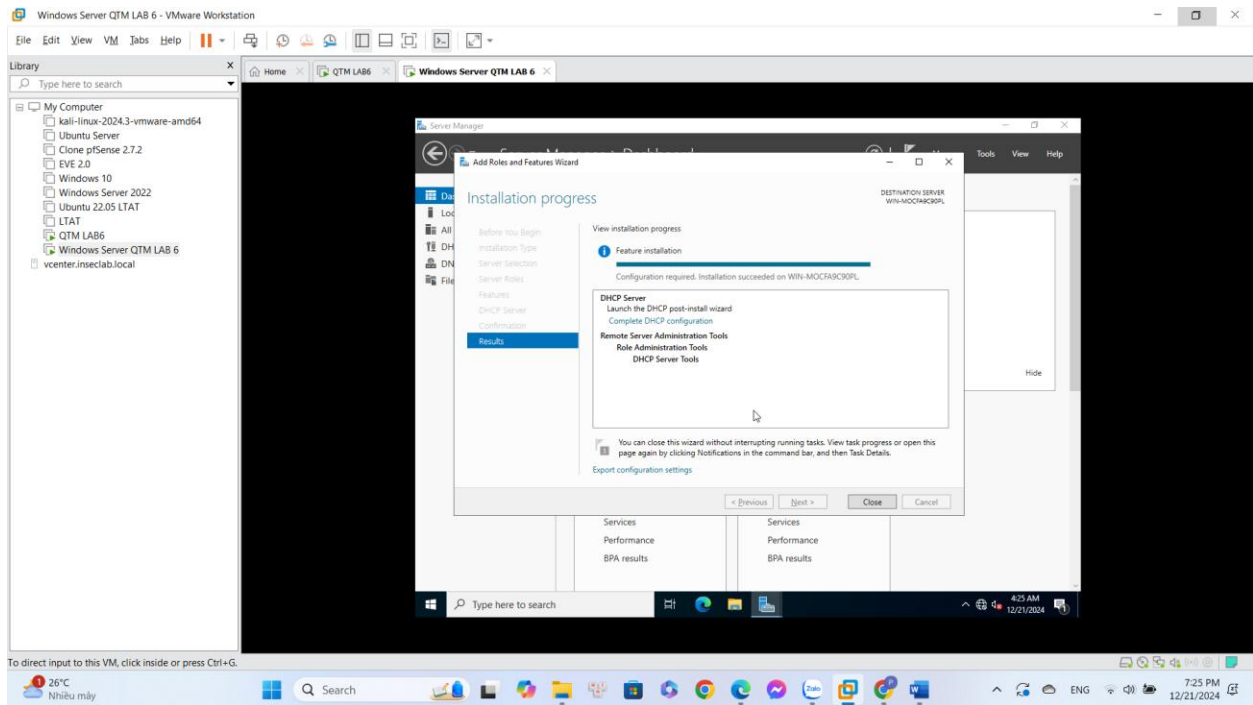 Windows Server QTM LAB 6 - VMware Workstation
File Edit View VM Tabs Help
Library
Type here to search
My Computer
kali-linux-2024.3-vmware-amd64
Ubuntu Server
Clone pfSense 2.7.2
EVE 2.0
Windows 10
Windows Server 2022
Ubuntu 22.05 LTAT
LTAT
QTM LAB6
Windows Server QTM LAB 6
vcenter.inseclab.local
Home
QTM LAB6
Windows Server QTM LAB 6
Server Manager
Tools View Help
Add Roles and Features Wizard
Installation progress
DESTINATION SERVER
Before You Begin
Installation Type
Server Selection
Server Roles
Features
DHCP Server
Confirmation
Results
View installation progress
Feature installation
Configuration required. Installation succeeded on WIN-MOCFA9C90PL.
DHCP Server
Launch the DHCP post-install wizard
Complete DHCP configuration
Remote Server Administration Tools
Role Administration Tools
DHCP Server Tools
You can close this wizard without interrupting running tasks. View task progress or open this
page again by clicking Notifications in the command bar, and then Task Details.
Export configuration settings
< Previous Next > Close Cancel
Da
Loc
All
DH
DN
File
Hide
Services
Performance
BPA results
Services
Performance
BPA results
Type here to search
4:25 AM
12/21/2024
To direct input to this VM, click inside or press Ctrl+G.
26°C
Nhiều mây
Search
Zalo
ENG
7:25 PM
12/21/2024